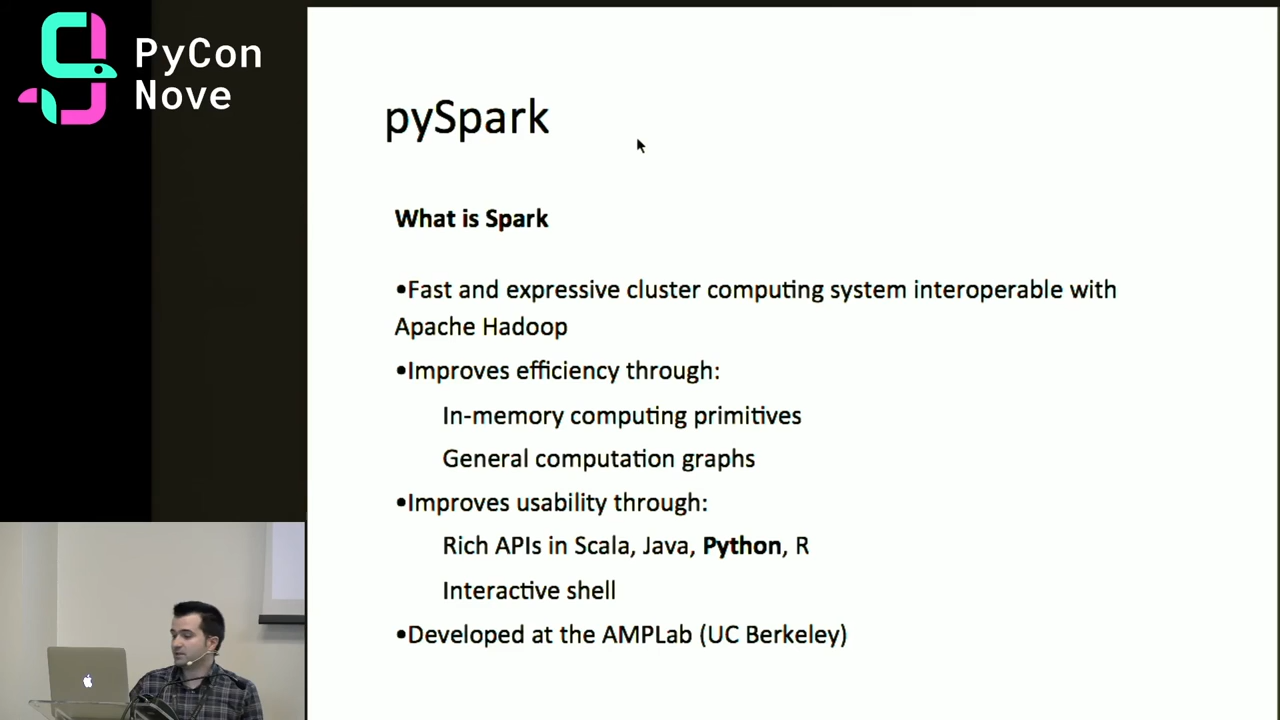 PyCon
Nove
pySpark
What is Spark
•Fast and expressive cluster computing system interoperable with
Apache Hadoop
•Improves efficiency through:
In-memory computing primitives
General computation graphs
•Improves usability through:
Rich APIs in Scala, Java, Python, R
Interactive shell
•Developed at the AMPLab (UC Berkeley)